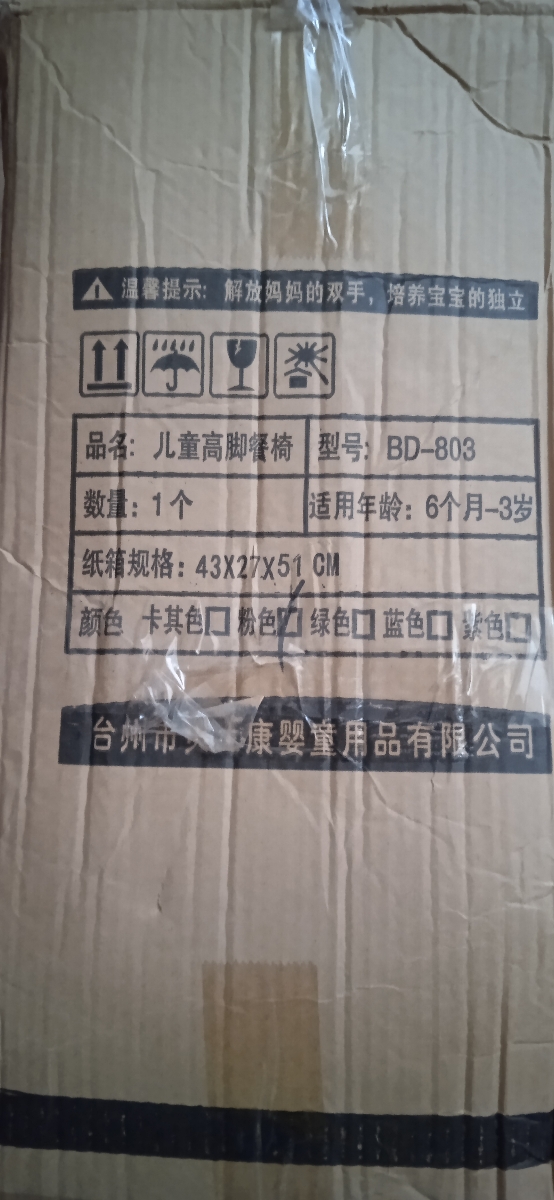 温馨提示: 解放妈妈的双手，培养宝宝的独立
品名: 儿童高脚餐椅 型号: BD-803
数量: 1个 适用年龄: 6个月-3岁
纸箱规格: 43X27X51 CM
颜色 卡其色□ 粉色☑ 绿色□ 蓝色□ 紫色□
台州市 康婴童用品有限公司